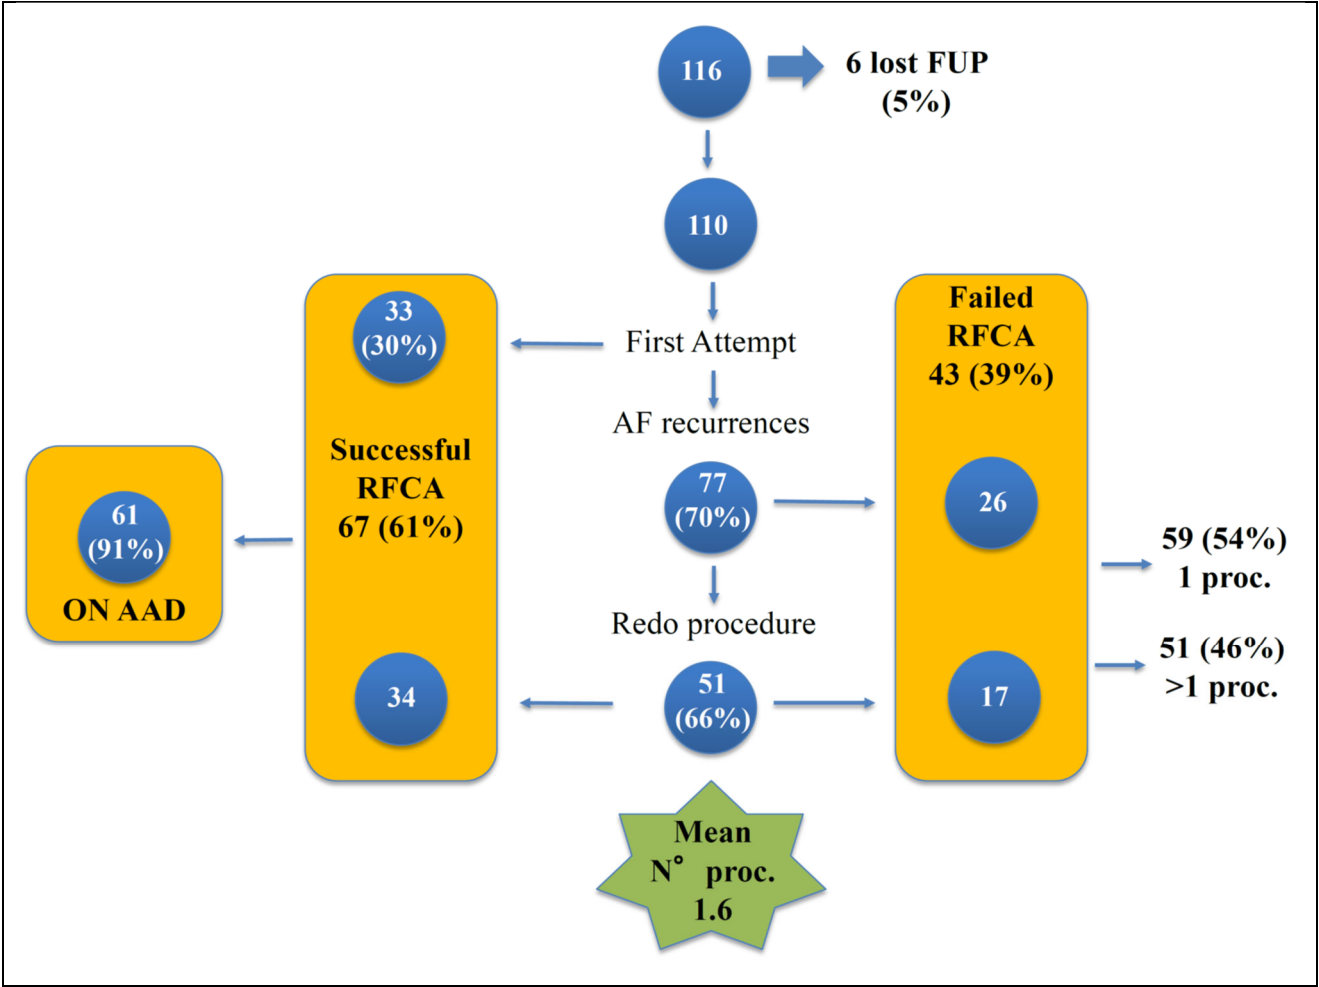 116
6 lost FUP
(5%)
110
First Attempt
33
(30%)
Failed
RFCA
43 (39%)
AF recurrences
Successful
RFCA
67 (61%)
77
(70%)
26
61
(91%)
ON AAD
59 (54%)
1 proc.
Redo procedure
51 (46%)
>1 proc.
34
51
(66%)
17
Mean
N° proc.
1.6